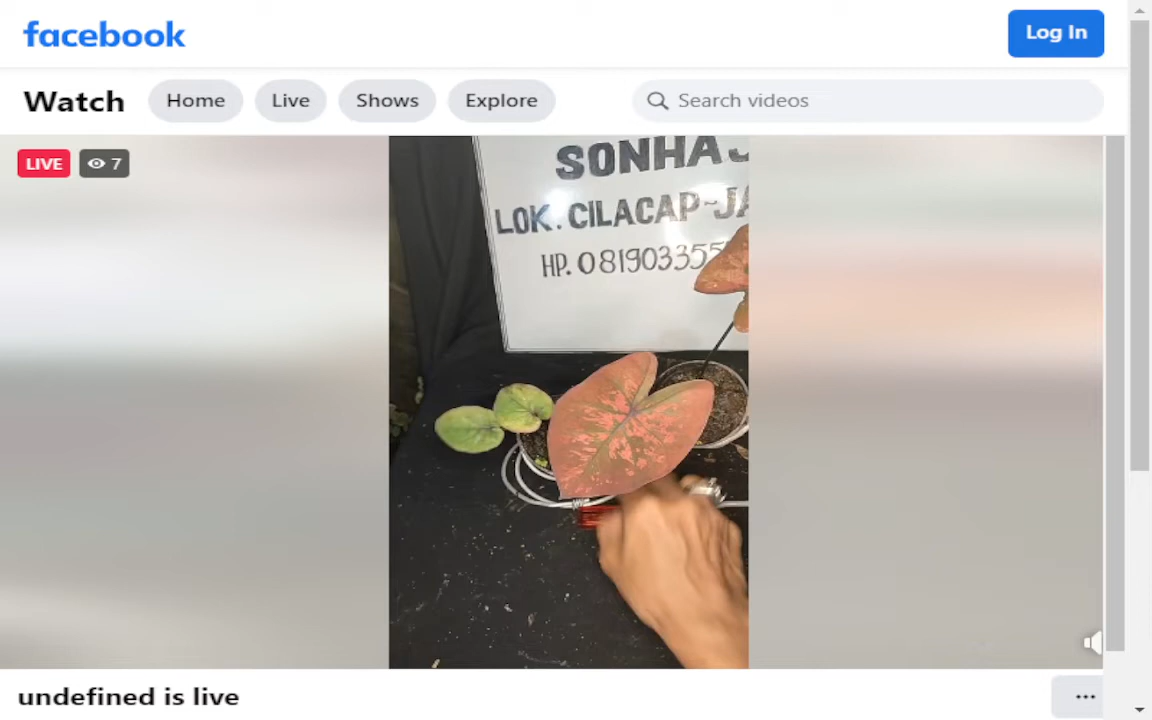 facebook
Log In
Watch
Home
Live
Shows
Explore
Search videos
LIVE
7
SONHAJ
LOK. CILACAP-JA
HP. 081903355
undefined is live